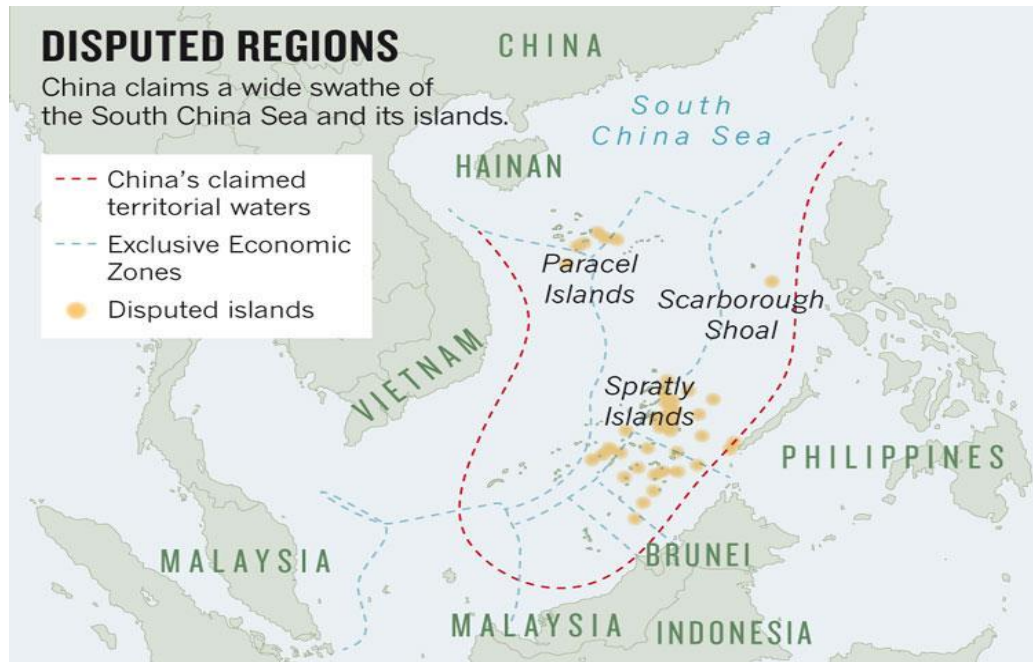 DISPUTED REGIONS
China claims a wide swathe of
the South China Sea and its islands.
China's claimed
territorial waters
Exclusive Economic
Zones
Disputed islands
CHINA
South
China Sea
HAINAN
Paracel
Islands
Scarborough
Shoal
VIETNAM
Spratly
Islands
PHILIPPINES
MALAYSIA
BRUNEI
MALAYSIA
INDONESIA